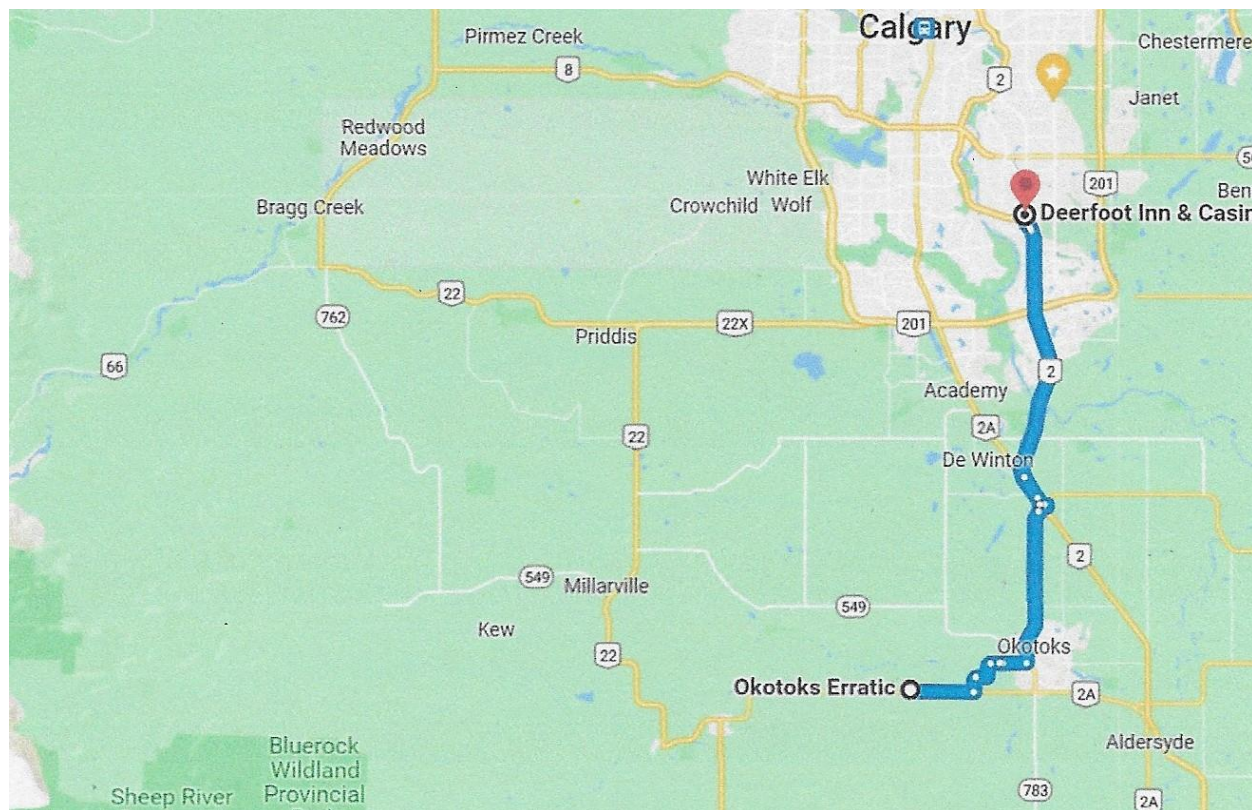 Calgary
Pirmez Creek
Chestermere
8
2
Janet
Redwood
Meadows
White Elk
201
Bragg Creek
Crowchild Wolf
Ben
Deerfoot Inn & Casin
22
762
22X
201
Priddis
66
2
Academy
22
2A
De Winton
2
549
Millarville
549
Kew
22
Okotoks
Okotoks Erratic
2A
Aldersyde
Bluerock
Wildland
Provincial
Sheep River
783
2A